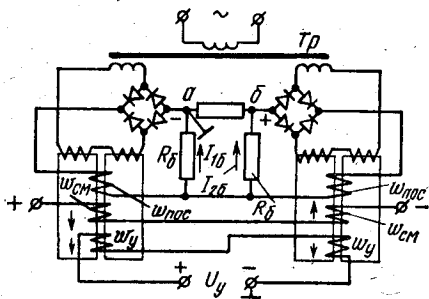 ~
Тр
а
б
−
+
R_б
I_1б
I_2б
R_б
w_см
w_пос
w_у
w_пос
w_см
w_у
+
−
+
U_у
−